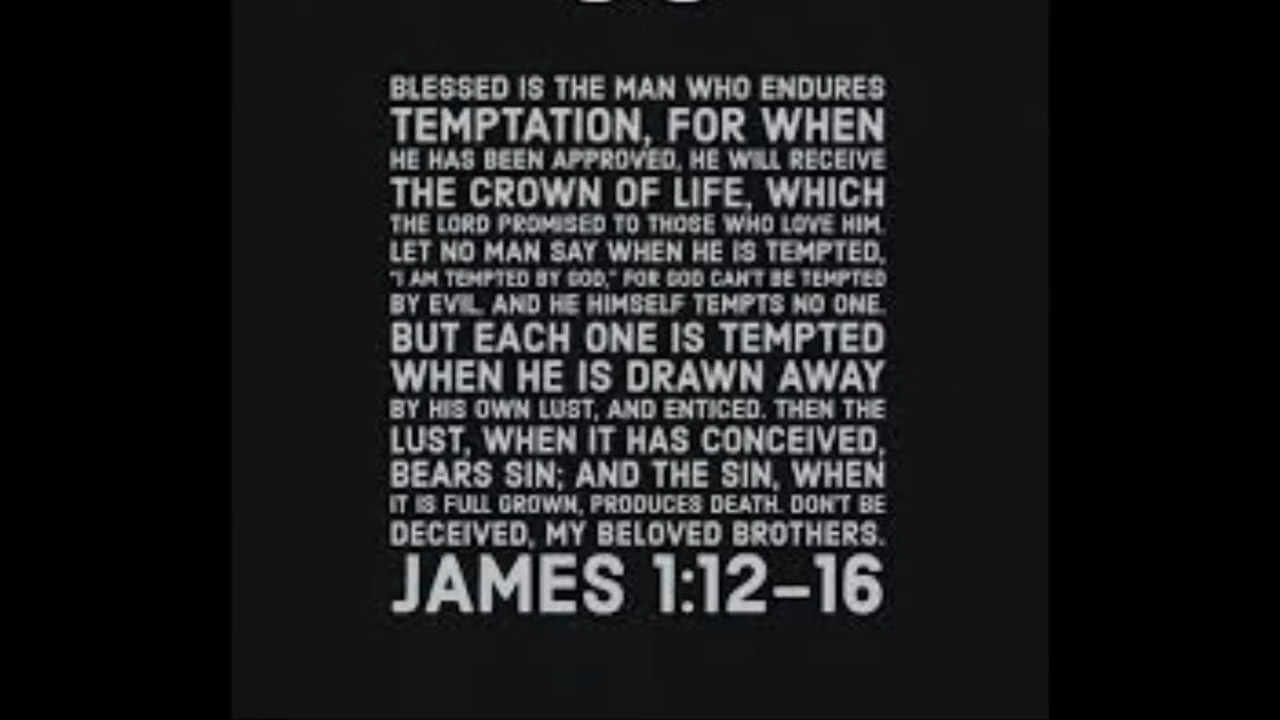 BLESSED IS THE MAN WHO ENDURES
TEMPTATION, FOR WHEN
HE HAS BEEN APPROVED, HE WILL RECEIVE
THE CROWN OF LIFE, WHICH
THE LORD PROMISED TO THOSE WHO LOVE HIM.
LET NO MAN SAY WHEN HE IS TEMPTED,
"I AM TEMPTED BY GOD," FOR GOD CAN'T BE TEMPTED
BY EVIL, AND HE HIMSELF TEMPTS NO ONE.
BUT EACH ONE IS TEMPTED
WHEN HE IS DRAWN AWAY
BY HIS OWN LUST, AND ENTICED. THEN THE
LUST, WHEN IT HAS CONCEIVED,
BEARS SIN; AND THE SIN, WHEN
IT IS FULL GROWN, PRODUCES DEATH. DON'T BE
DECEIVED, MY BELOVED BROTHERS.
JAMES 1:12–16